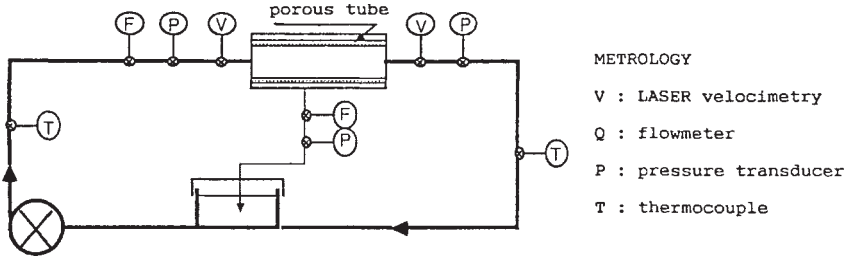 porous tube
F P V V P
F
P
T
T
METROLOGY
V : LASER velocimetry
Q : flowmeter
P : pressure transducer
T : thermocouple